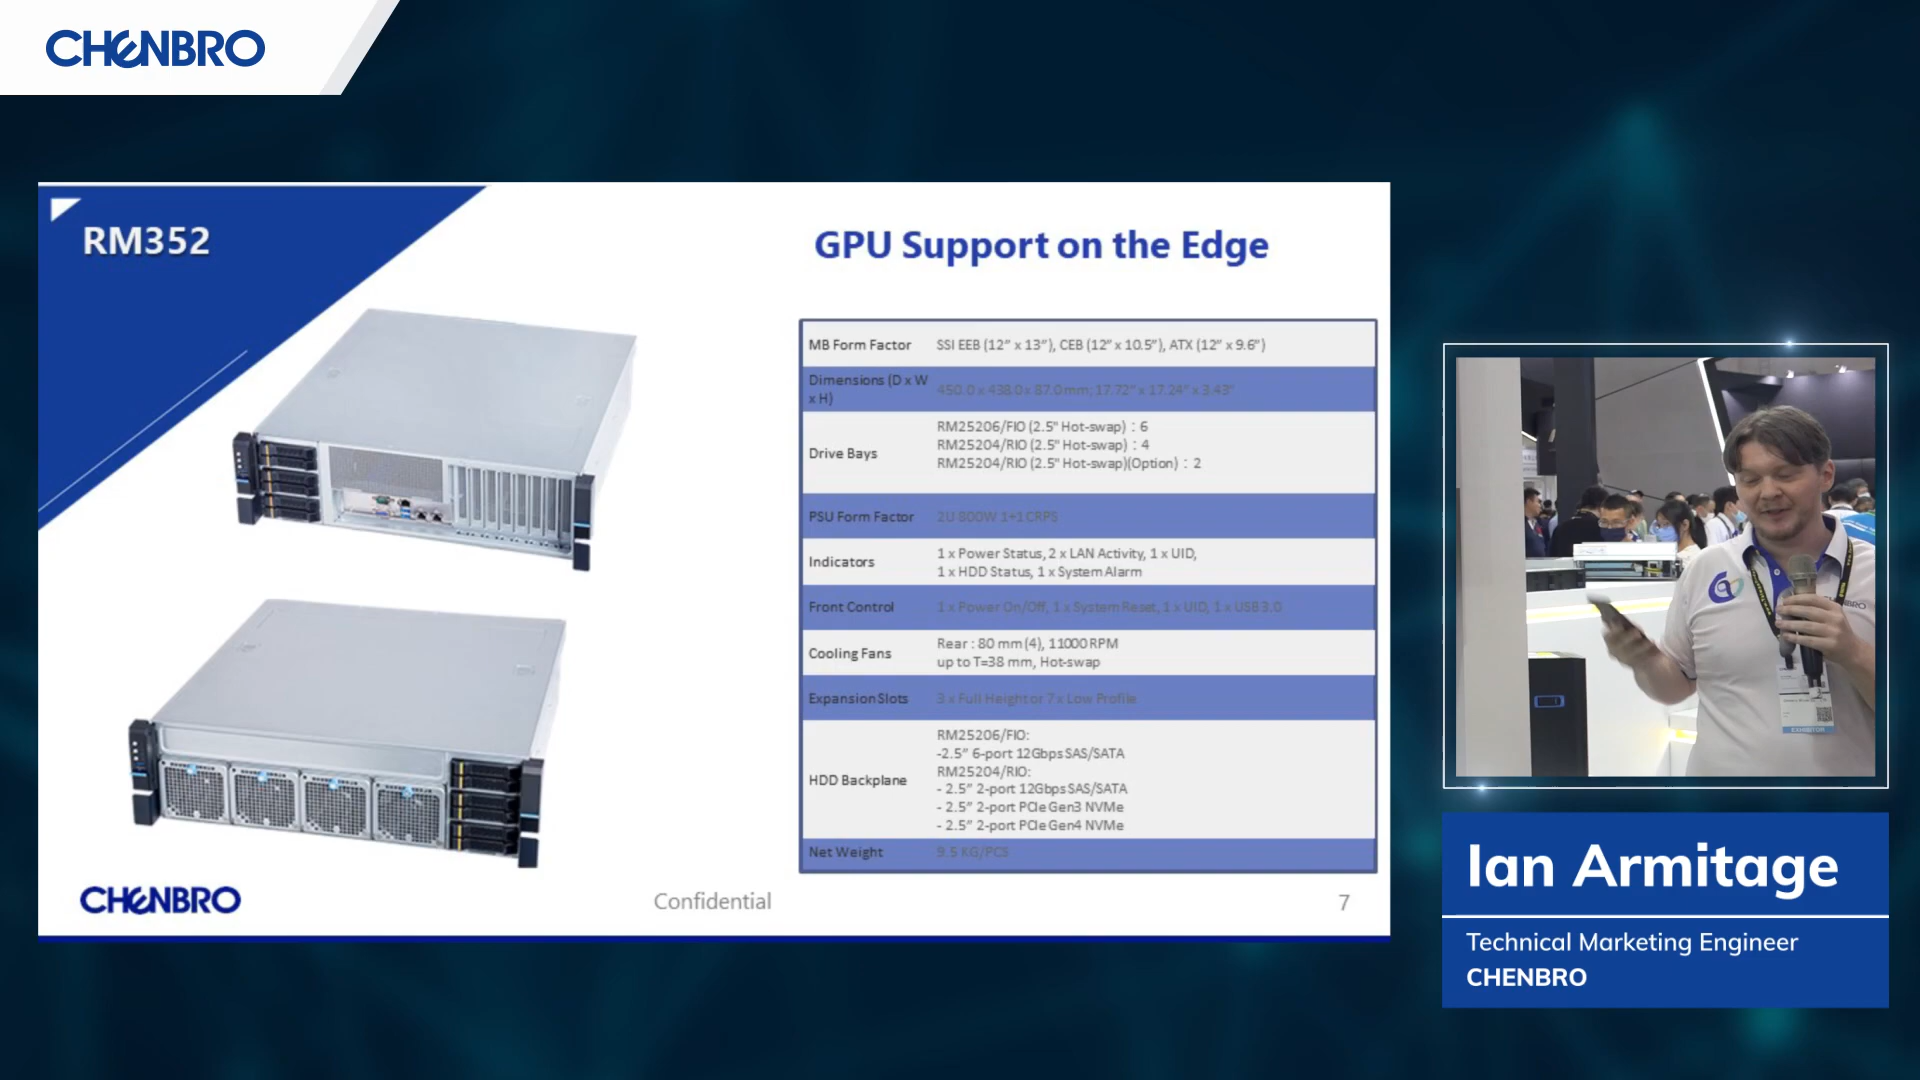 CHENBRO
RM352
GPU Support on the Edge
MB Form Factor SSI EEB (12” x 13”), CEB (12” x 10.5”), ATX (12” x 9.6”)
Dimensions (D x W x H) 450.0 x 438.0 x 87.0 mm; 17.72” x 17.24” x 3.43”
Drive Bays
RM25206/FIO (2.5" Hot-swap) : 6
RM25204/RIO (2.5" Hot-swap) : 4
RM25204/RIO (2.5" Hot-swap)(Option) : 2
PSU Form Factor 2U 800W 1+1 CRPS
Indicators
1 x Power Status, 2 x LAN Activity, 1 x UID,
1 x HDD Status, 1 x System Alarm
Front Control 1 x Power On/Off, 1 x System Reset, 1 x UID, 1 x USB 3.0
Cooling Fans
Rear : 80 mm (4), 11000 RPM
up to T=38 mm, Hot-swap
Expansion Slots 3 x Full Height or 7 x Low Profile
HDD Backplane
RM25206/FIO:
-2.5” 6-port 12Gbps SAS/SATA
RM25204/RIO:
- 2.5” 2-port 12Gbps SAS/SATA
- 2.5” 2-port PCIe Gen3 NVMe
- 2.5” 2-port PCIe Gen4 NVMe
Net Weight 9.5 KG/PCS
CHENBRO
Confidential
7
EXHIBITOR
Ian Armitage
Technical Marketing Engineer
CHENBRO